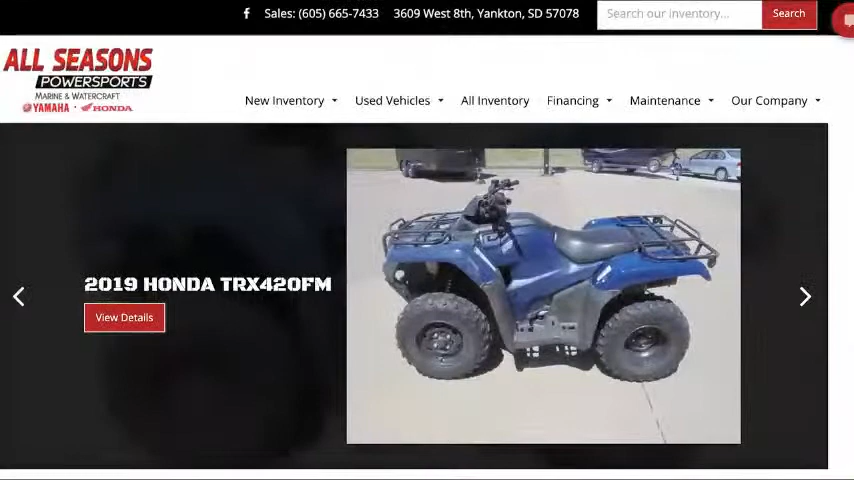 Sales: (605) 665-7433 3609 West 8th, Yankton, SD 57078 Search our inventory... Search
ALL SEASONS
POWERSPORTS
MARINE & WATERCRAFT
YAMAHA · HONDA
New Inventory Used Vehicles All Inventory Financing Maintenance Our Company
2019 HONDA TRX420FM
View Details